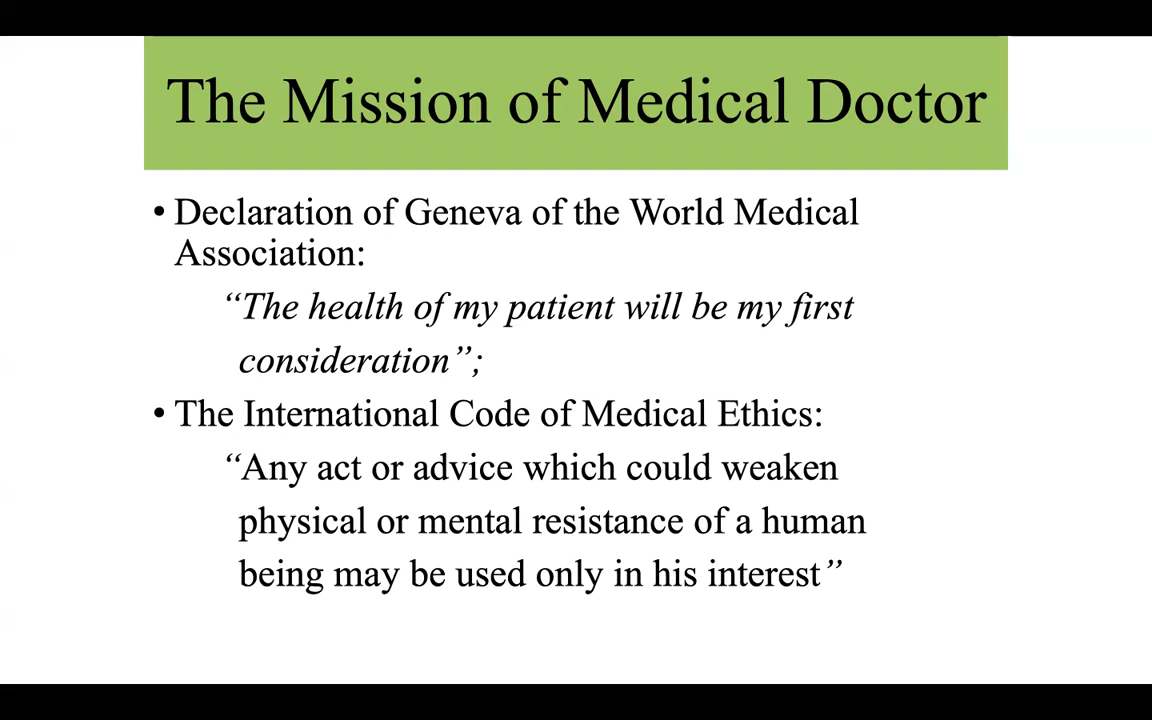 The Mission of Medical Doctor
• Declaration of Geneva of the World Medical
Association:
“The health of my patient will be my first
consideration”;
• The International Code of Medical Ethics:
“Any act or advice which could weaken
physical or mental resistance of a human
being may be used only in his interest”